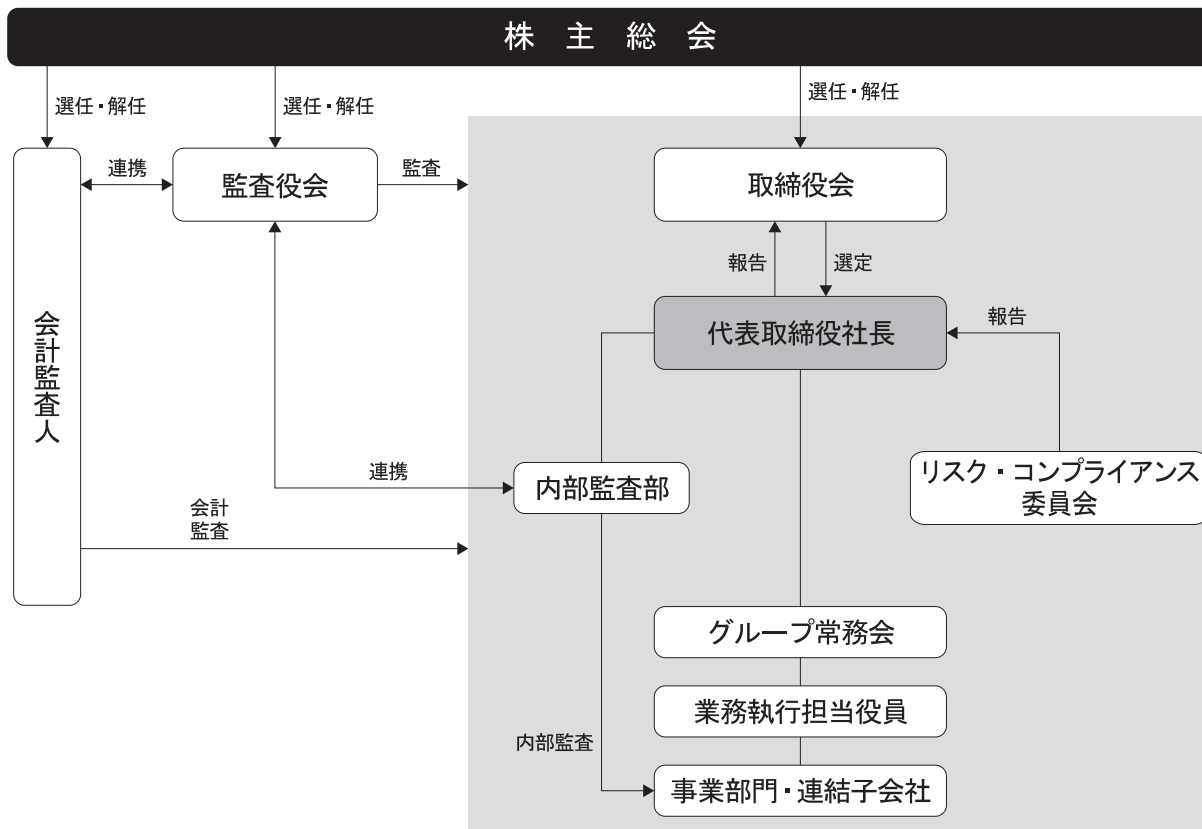 株主総会
選任・解任
選任・解任
選任・解任
連携
監査役会
監査
取締役会
報告
選定
会計監査人
代表取締役社長
報告
連携
内部監査部
リスク・コンプライアンス
委員会
会計
監査
グループ常務会
業務執行担当役員
内部監査
事業部門・連結子会社